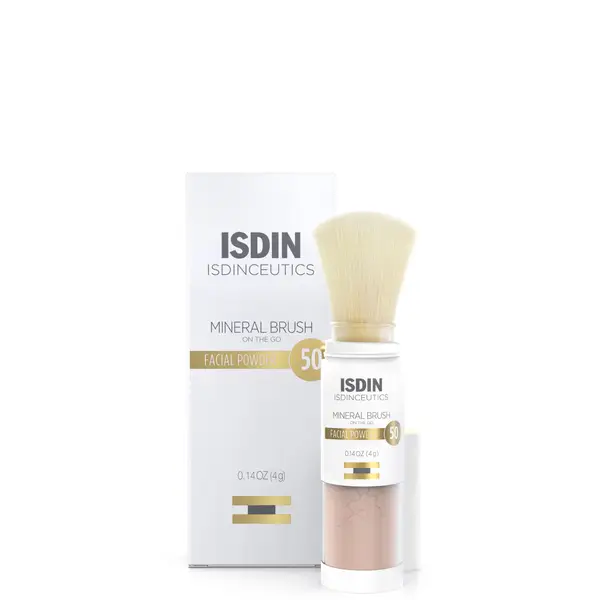 ISDIN
ISDINCEUTICS
MINERAL BRUSH
ON THE GO
FACIAL POWDER 50
0.14OZ (4g)
ISDIN
ISDINCEUTICS
MINERAL BRUSH
ON THE GO
FACIAL POWDER 50
0.14OZ (4g)